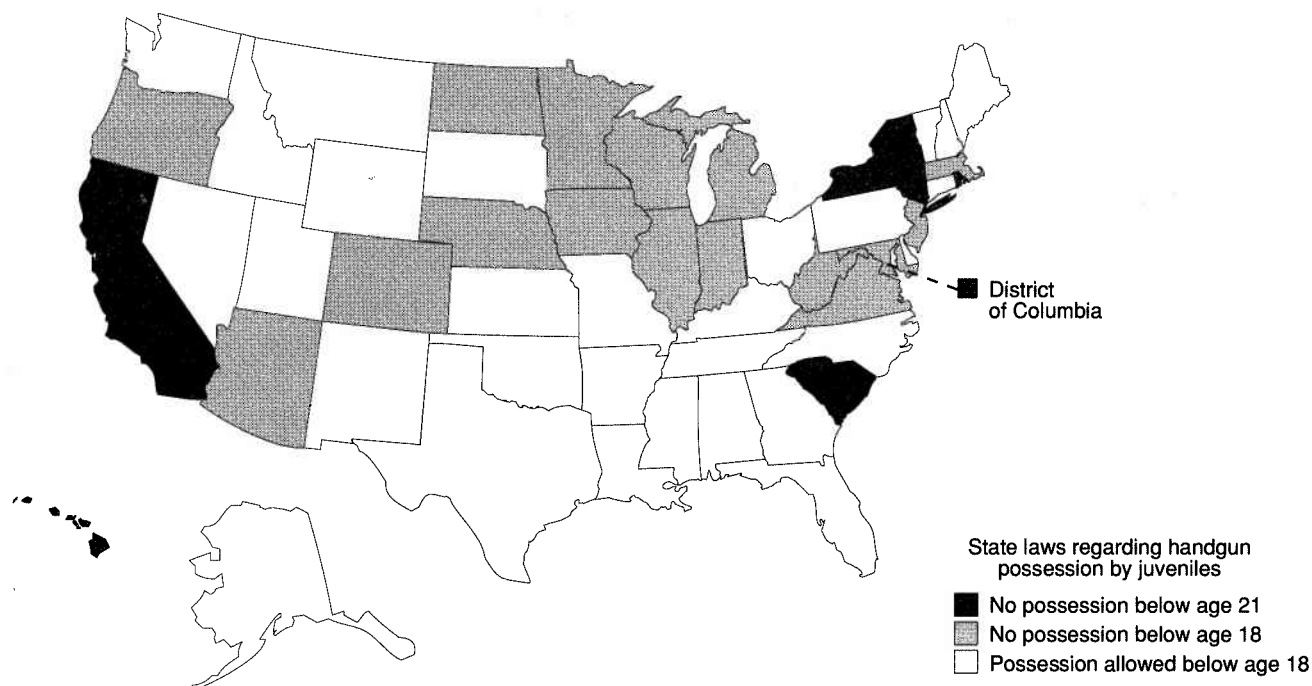 District
of Columbia
State laws regarding handgun
possession by juveniles
No possession below age 21
No possession below age 18
Possession allowed below age 18